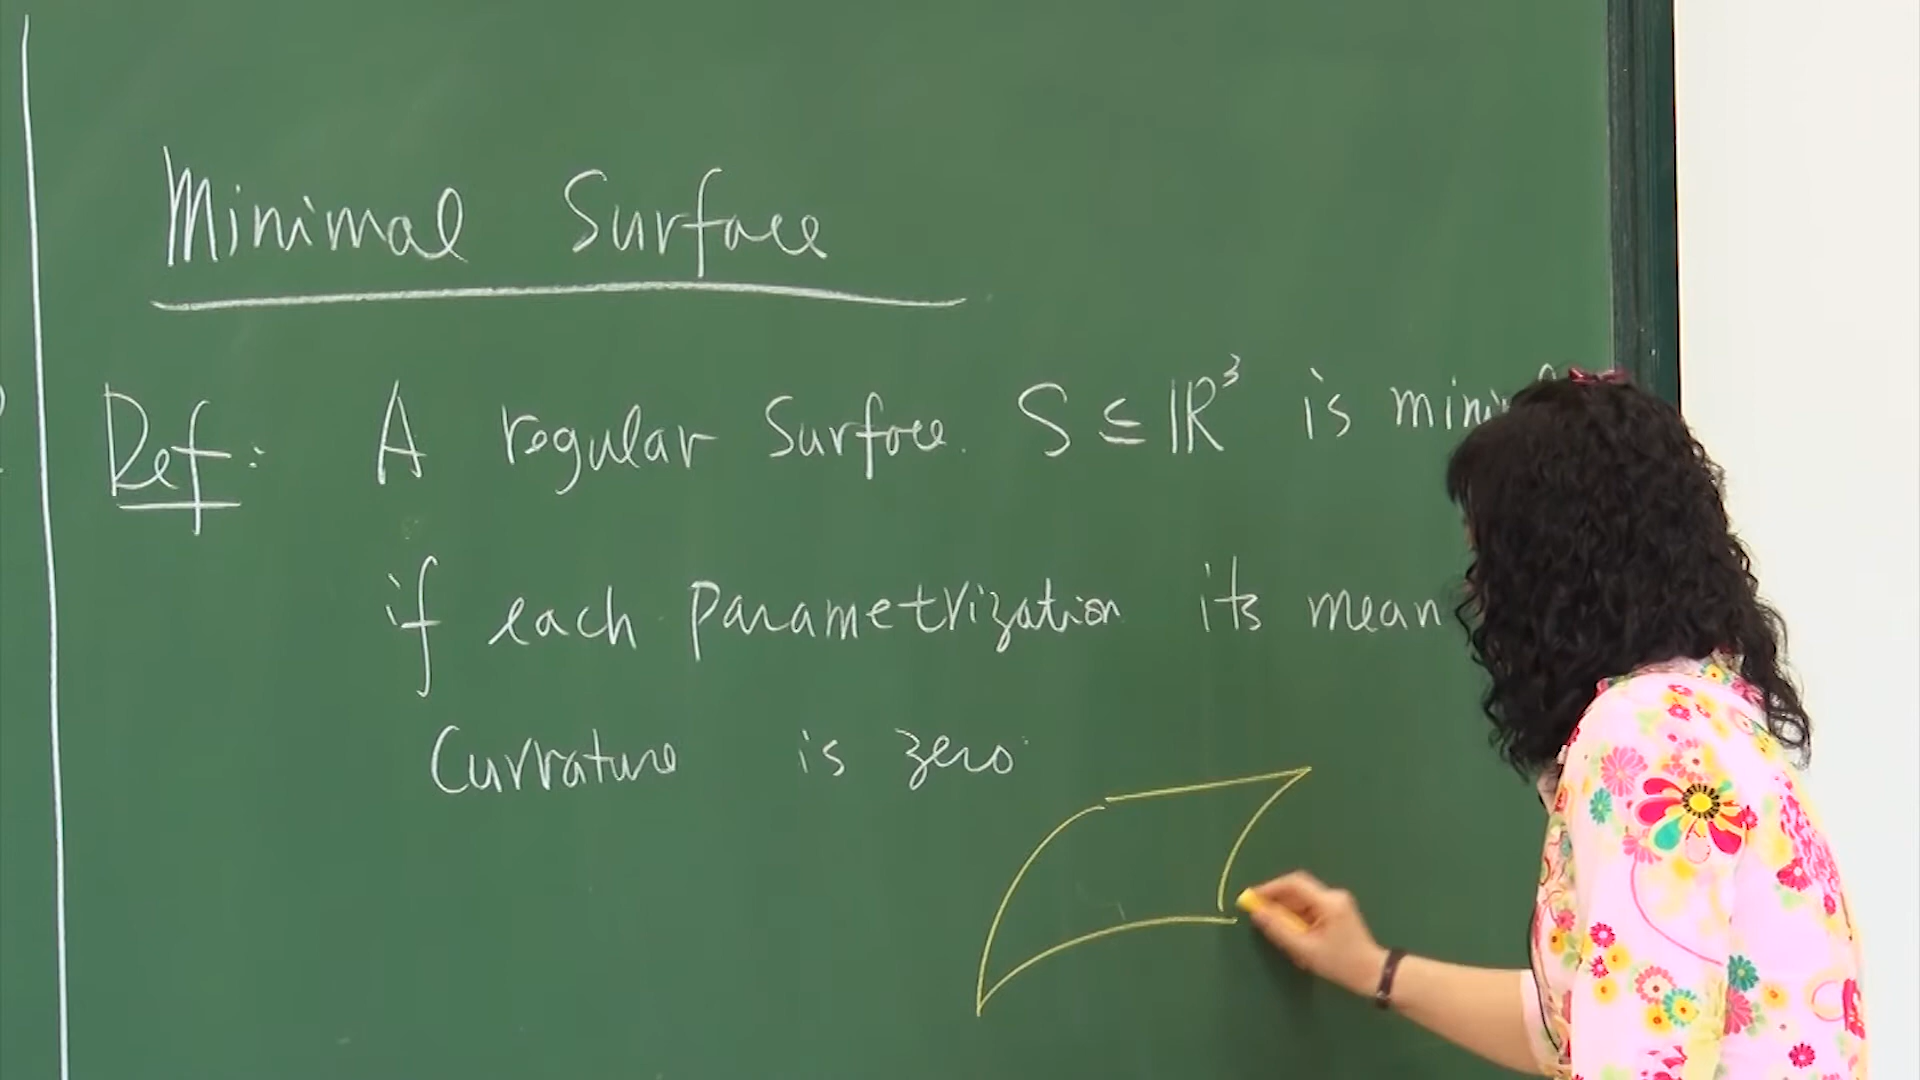 Minimal Surface
Def: A regular Surface. S ⊆ ℝ³ is mini
if each parametrization its mean
Curvature is zero